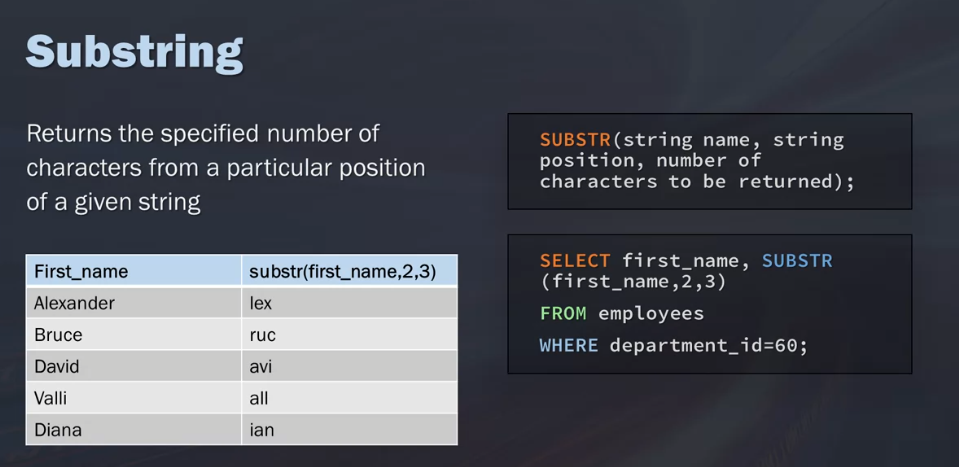 Substring
Returns the specified number of
characters from a particular position
of a given string
First_name substr(first_name,2,3)
Alexander lex
Bruce ruc
David avi
Valli all
Diana ian
SUBSTR(string name, string
position, number of
characters to be returned);
SELECT first_name, SUBSTR
(first_name,2,3)
FROM employees
WHERE department_id=60;